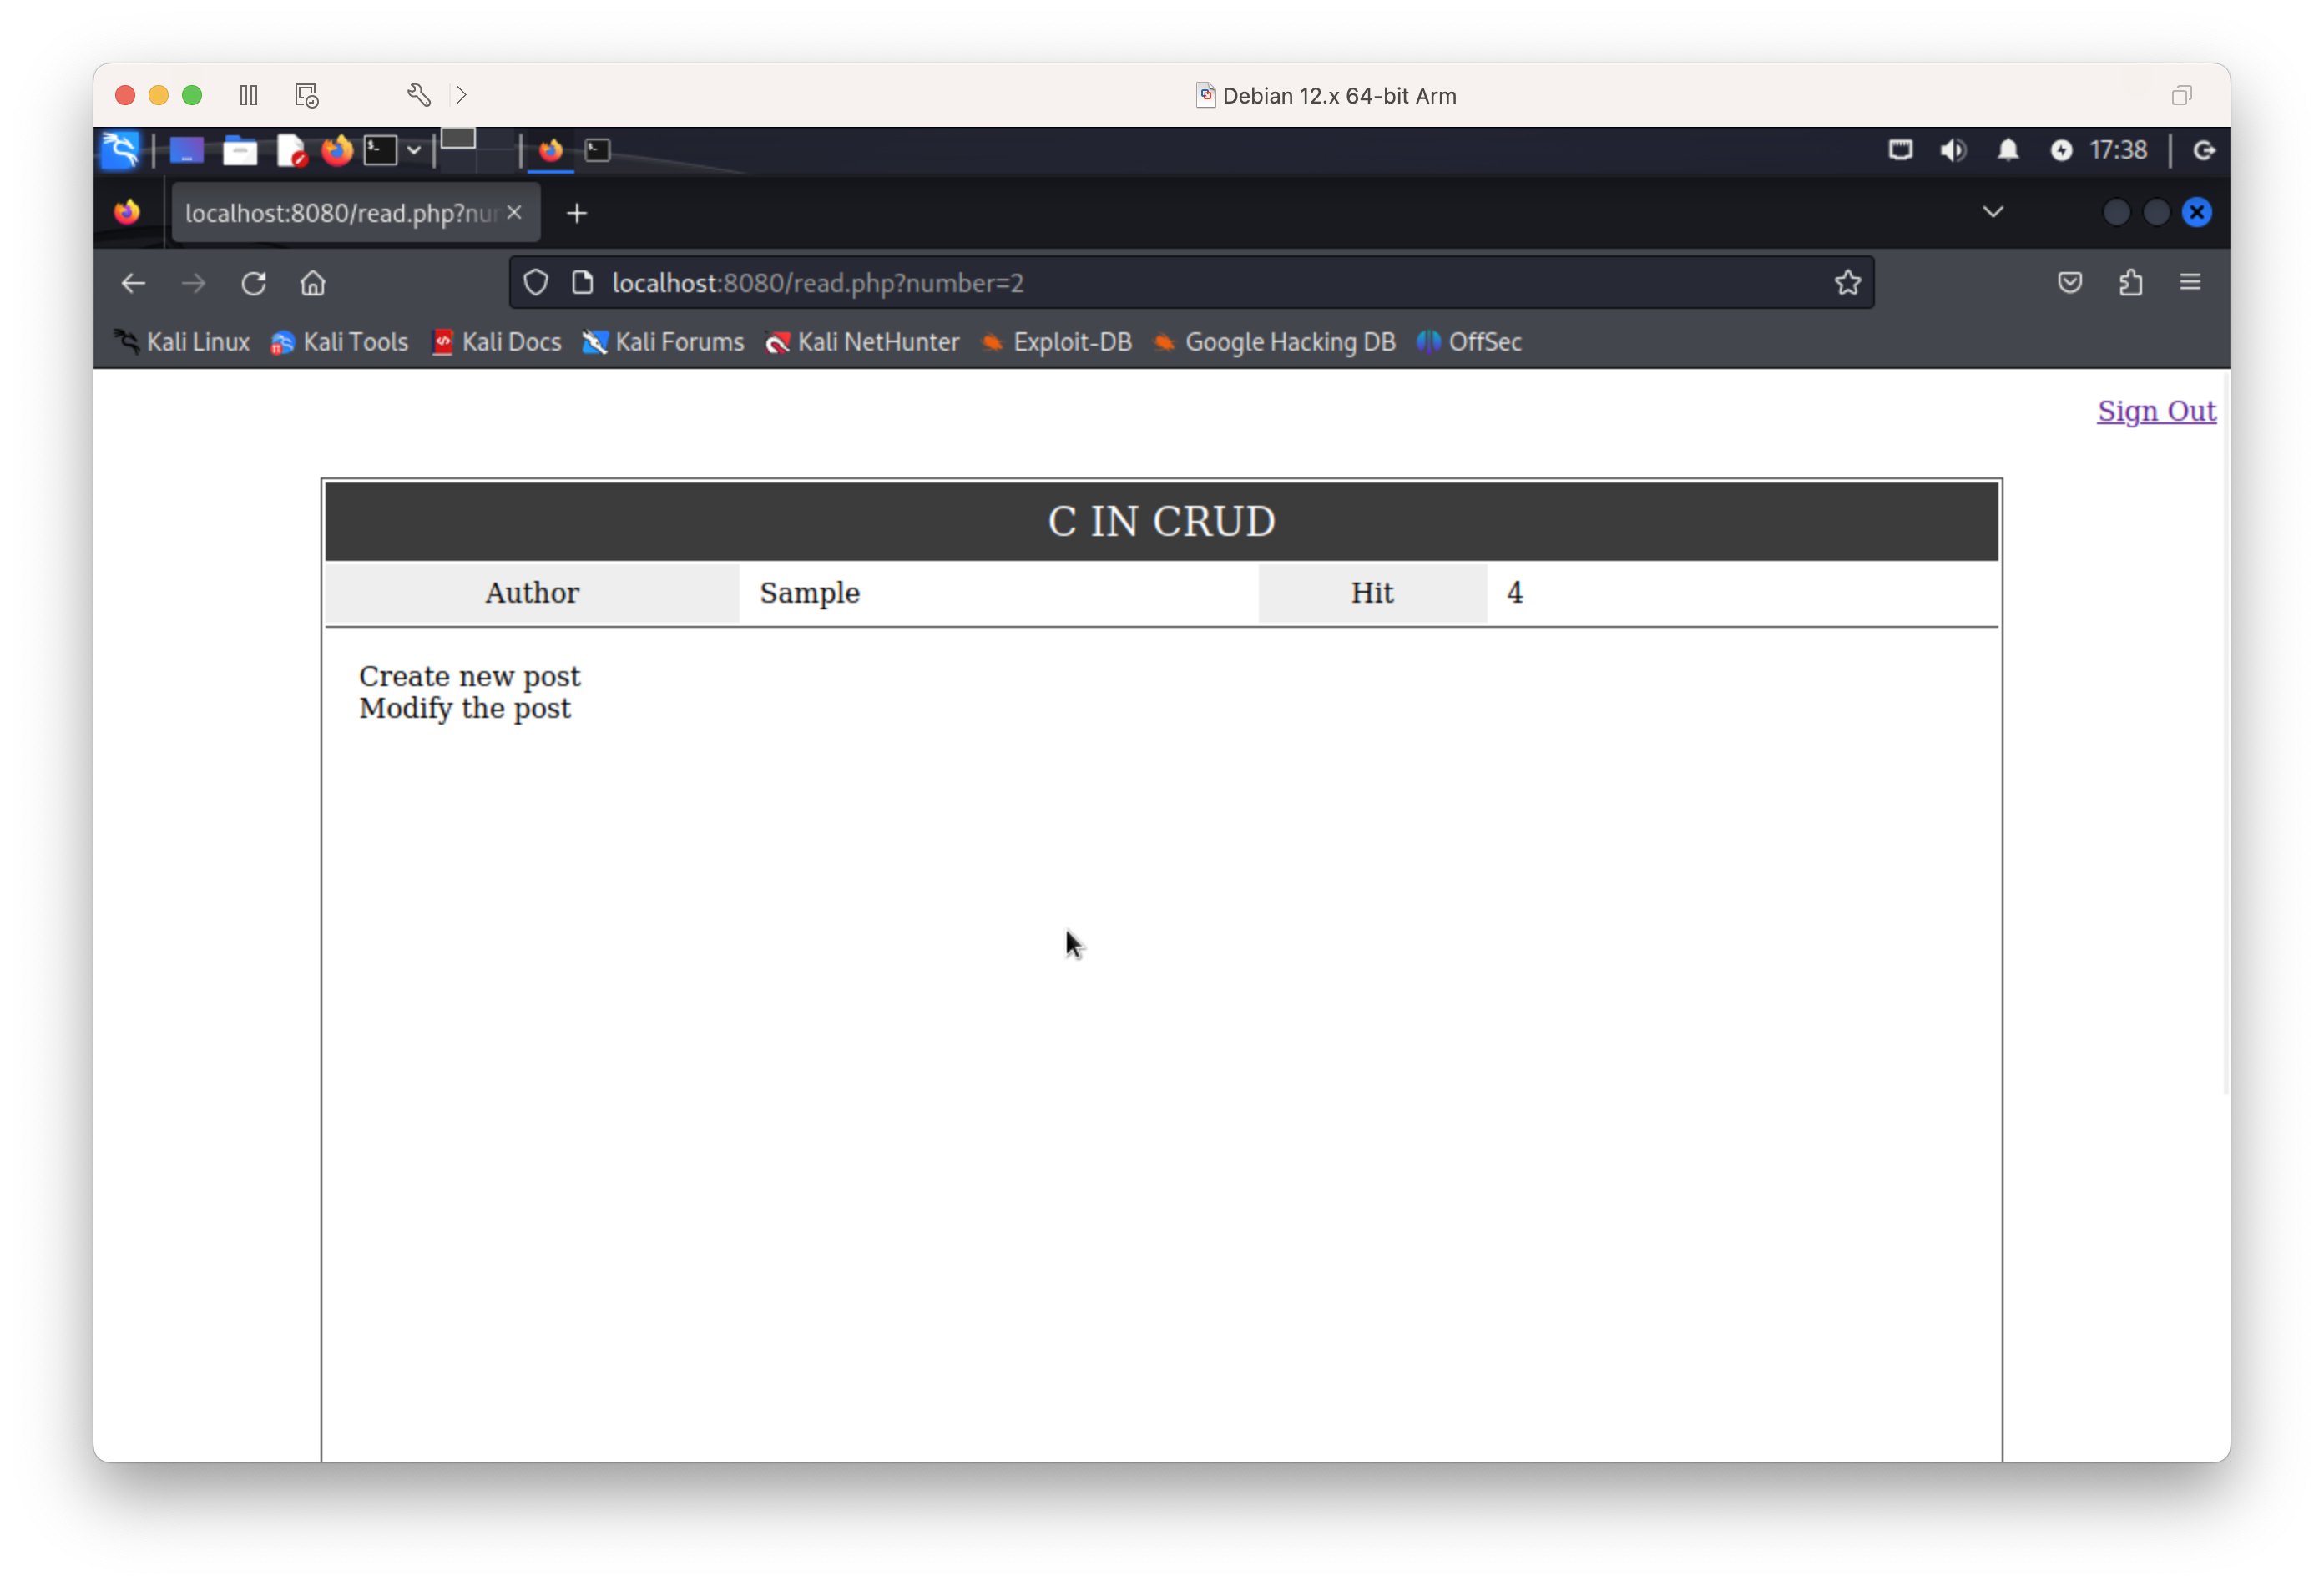 Debian 12.x 64-bit Arm
17:38
localhost:8080/read.php?nu
localhost:8080/read.php?number=2
Kali Linux Kali Tools Kali Docs Kali Forums Kali NetHunter Exploit-DB Google Hacking DB OffSec
Sign Out
C IN CRUD
Author Sample Hit 4
Create new post
Modify the post